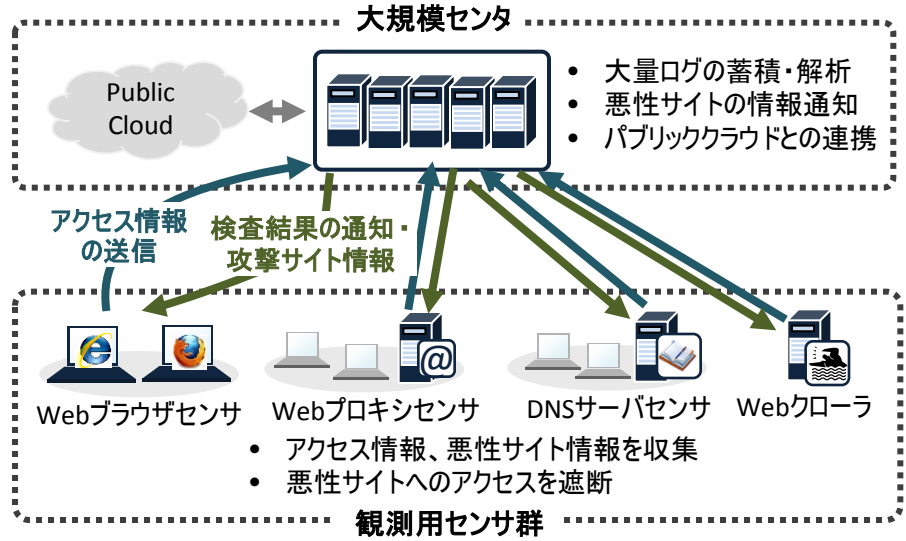 大規模センタ
Public
Cloud
• 大量ログの蓄積・解析
• 悪性サイトの情報通知
• パブリッククラウドとの連携
アクセス情報
の送信
検査結果の通知・
攻撃サイト情報
@
Webブラウザセンサ
Webプロキシセンサ
DNSサーバセンサ
Webクローラ
• アクセス情報、悪性サイト情報を収集
• 悪性サイトへのアクセスを遮断
観測用センサ群